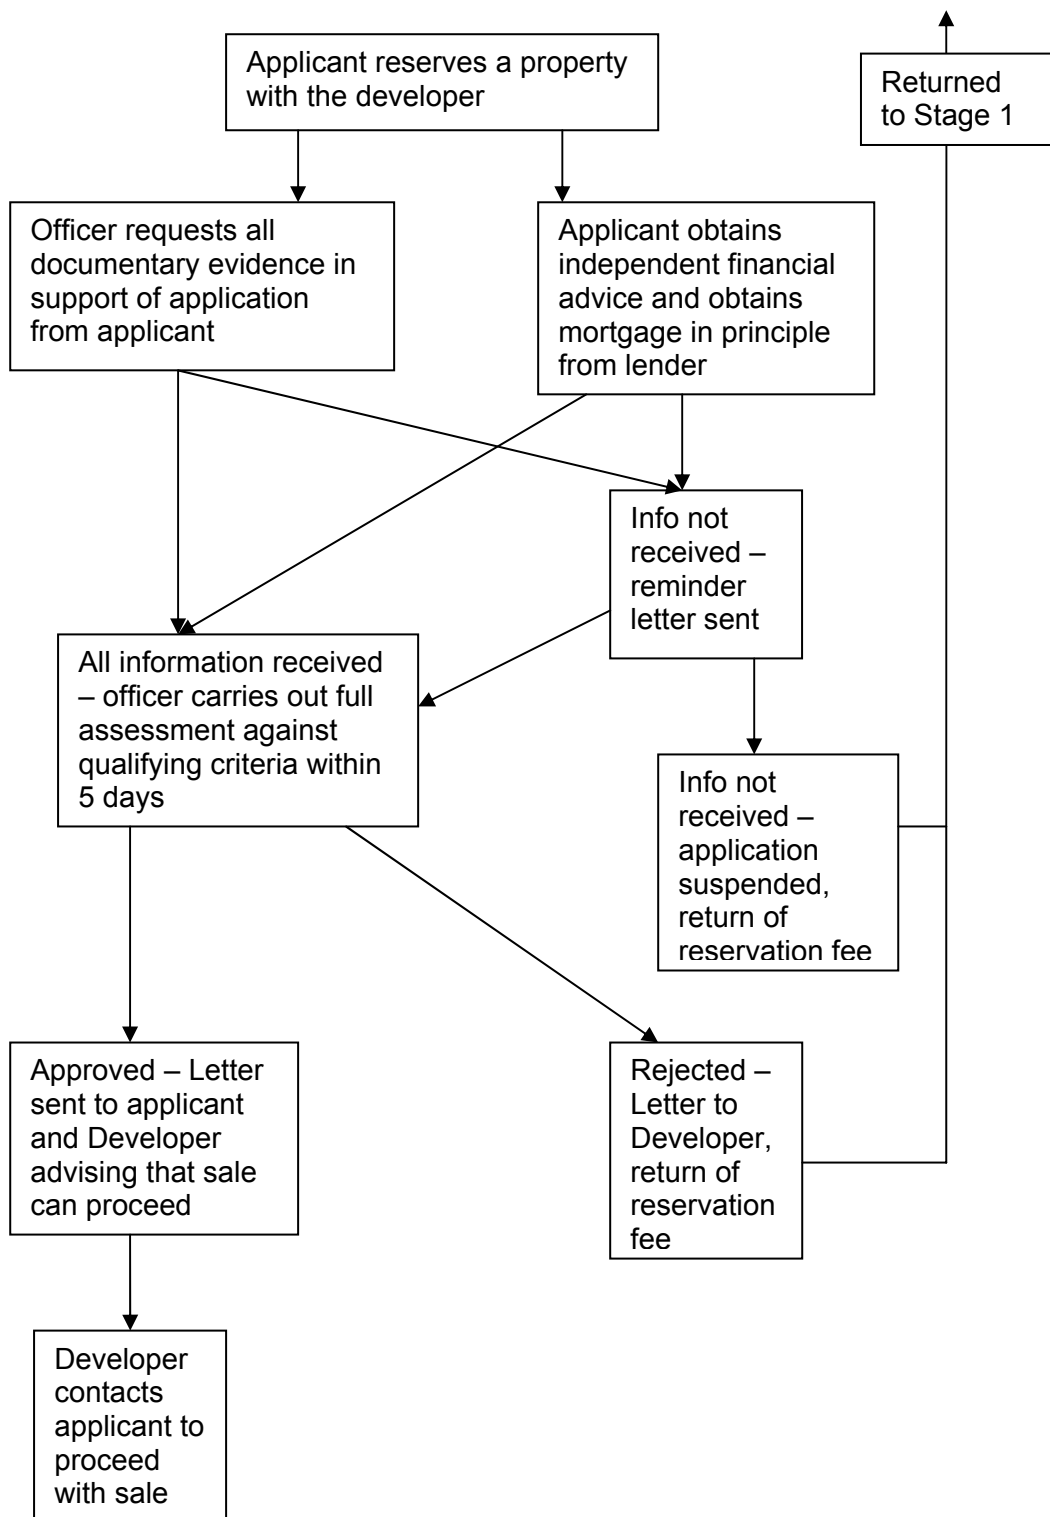 Applicant reserves a property
with the developer
Returned
to Stage 1
Officer requests all
documentary evidence in
support of application
from applicant
Applicant obtains
independent financial
advice and obtains
mortgage in principle
from lender
Info not
received –
reminder
letter sent
All information received
– officer carries out full
assessment against
qualifying criteria within
5 days
Info not
received –
application
suspended,
return of
reservation fee
Approved – Letter
sent to applicant
and Developer
advising that sale
can proceed
Rejected –
Letter to
Developer,
return of
reservation
fee
Developer
contacts
applicant to
proceed
with sale